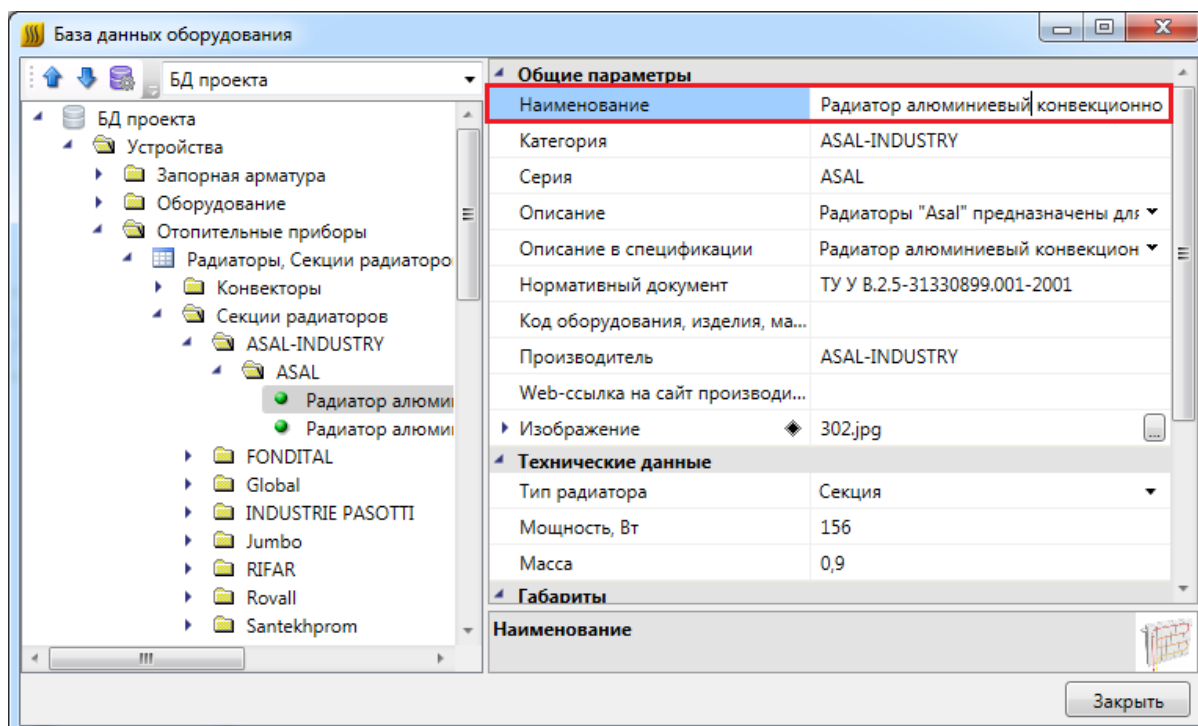 База данных оборудования
БД проекта
БД проекта
Устройства
Запорная арматура
Оборудование
Отопительные приборы
Радиаторы, Секции радиаторо
Конвекторы
Секции радиаторов
ASAL-INDUSTRY
ASAL
Радиатор алюми
Радиатор алюми
FONDITAL
Global
INDUSTRIE PASOTTI
Jumbo
RIFAR
Rovall
Santekhprom
Общие параметры
Наименование Радиатор алюминиевый конвекционно
Категория ASAL-INDUSTRY
Серия ASAL
Описание Радиаторы "Asal" предназначены для
Описание в спецификации Радиатор алюминиевый конвекцион
Нормативный документ ТУ У В.2.5-31330899.001-2001
Код оборудования, изделия, ма...
Производитель ASAL-INDUSTRY
Web-ссылка на сайт производи...
Изображение 302.jpg ...
Технические данные
Тип радиатора Секция
Мощность, Вт 156
Масса 0,9
Габариты
Наименование
Закрыть